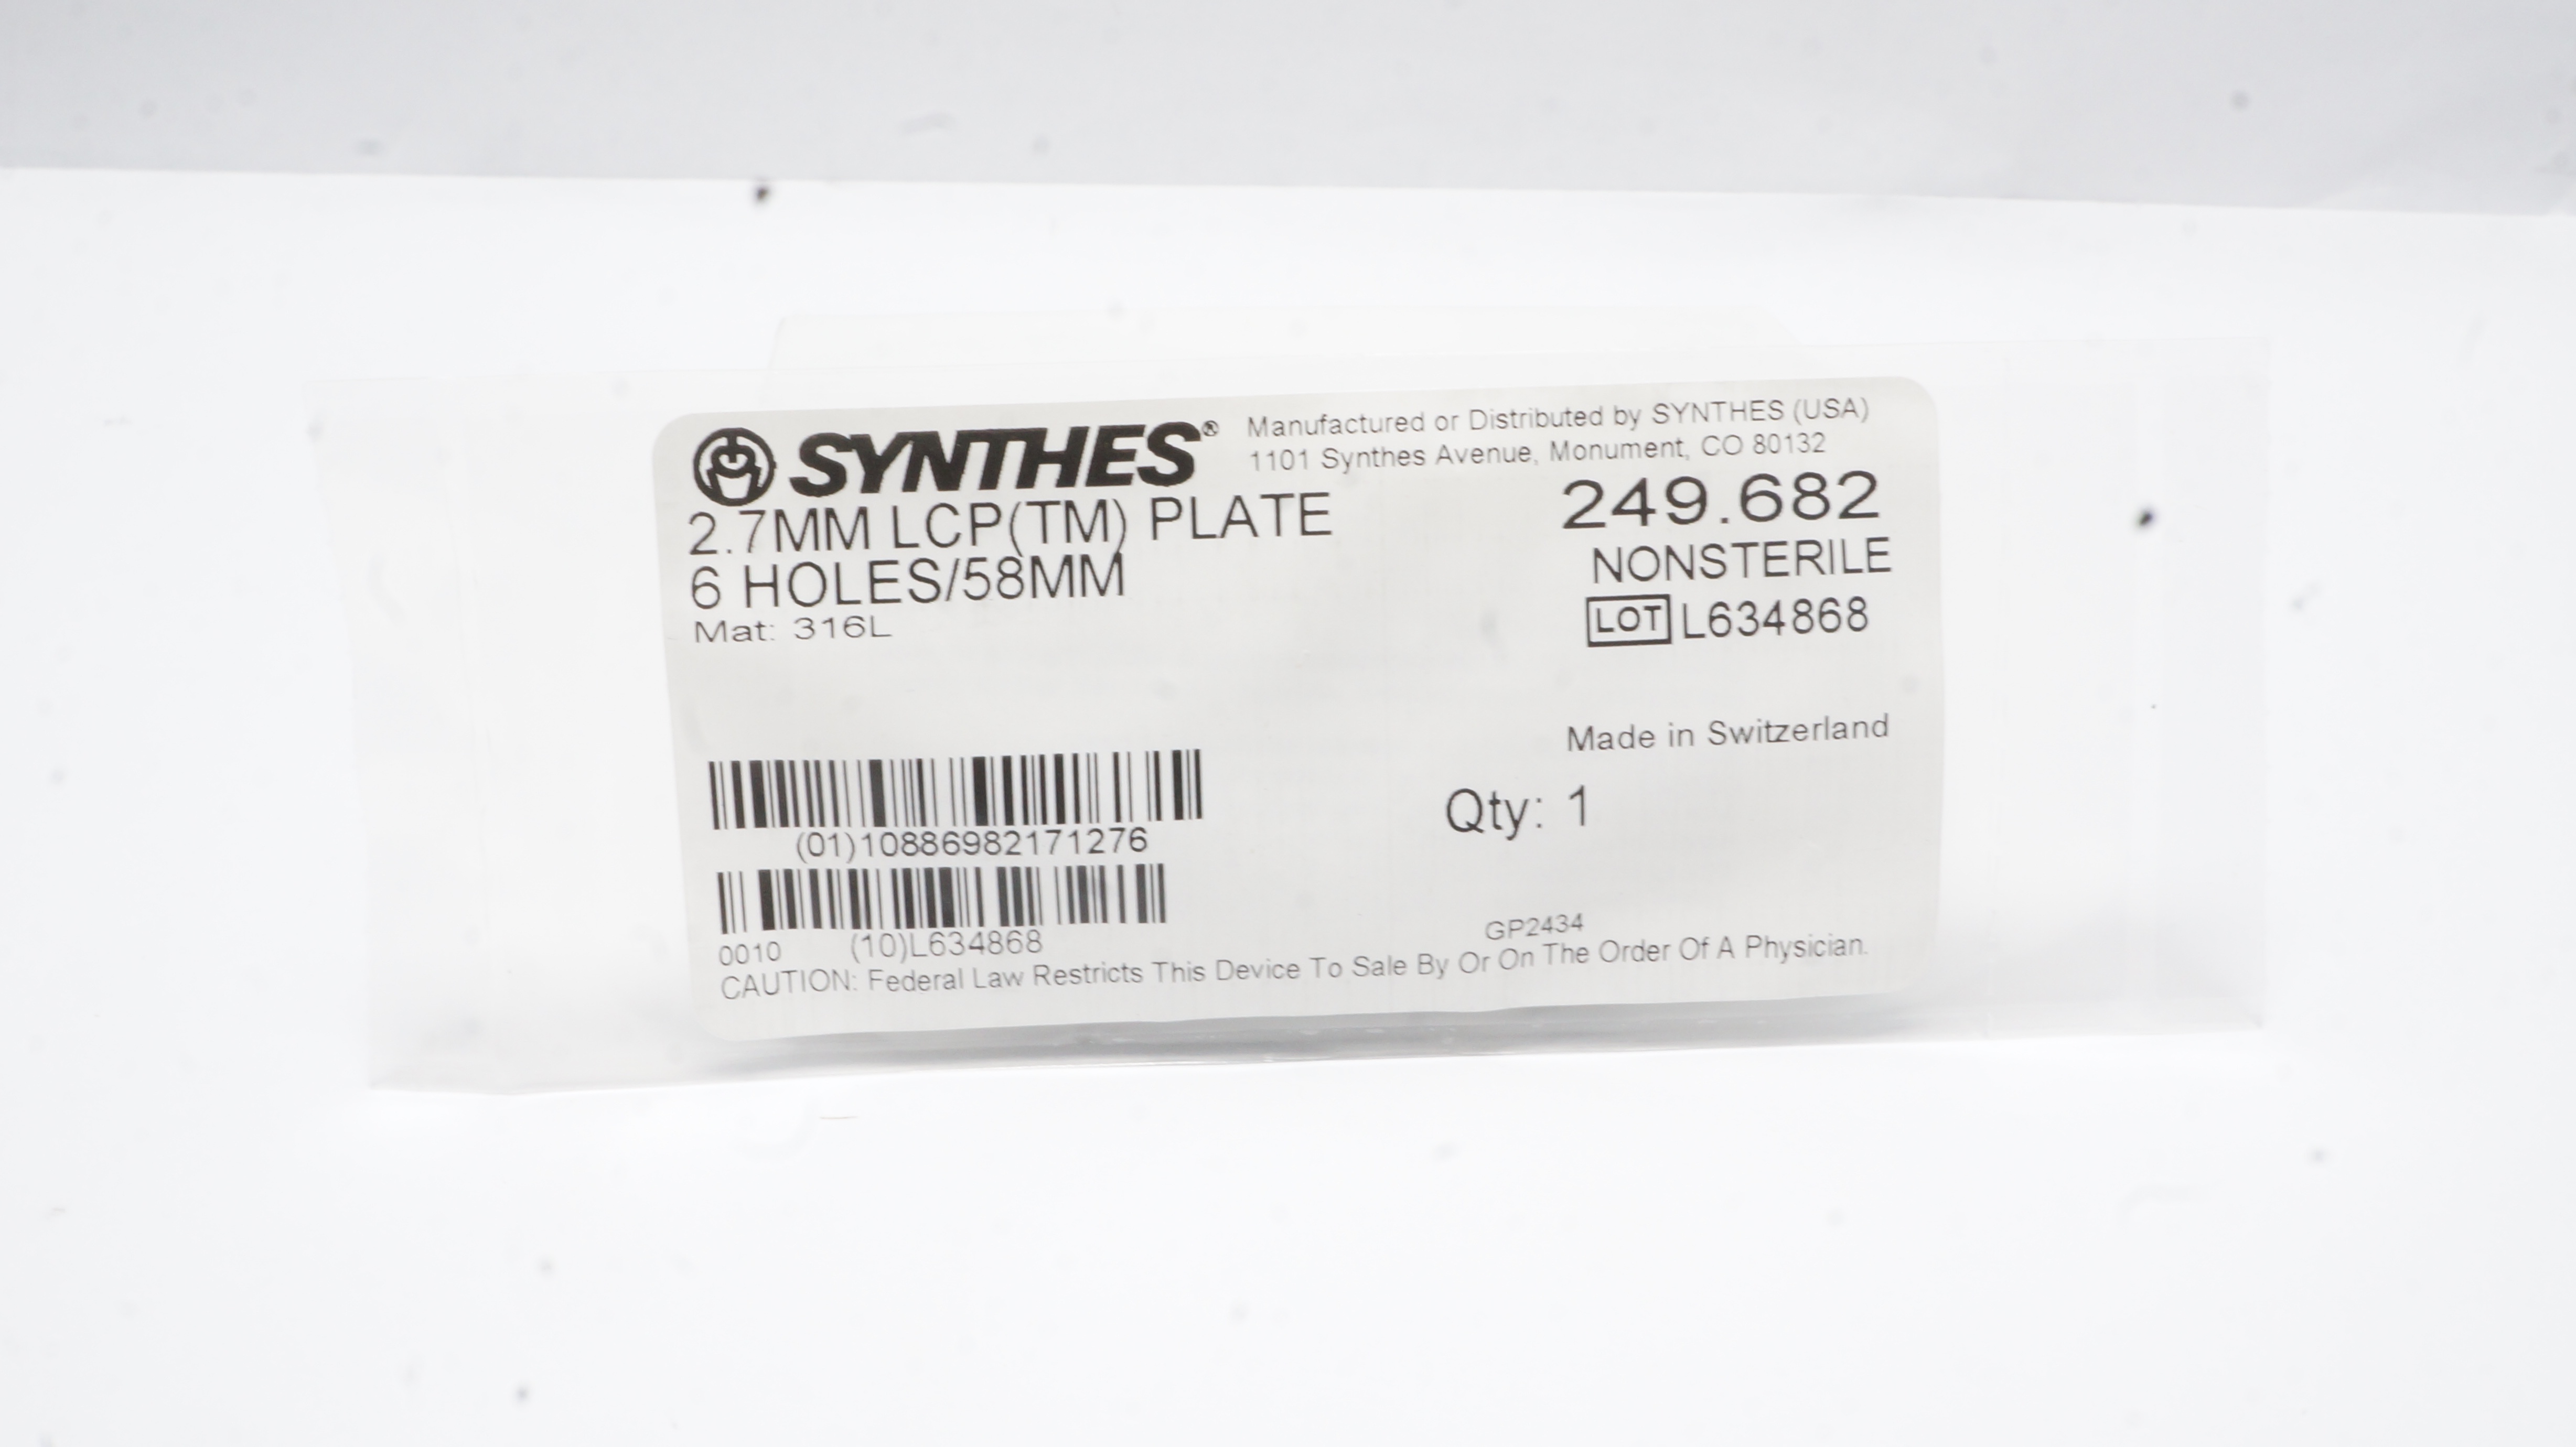 SYNTHES®
Manufactured or Distributed by SYNTHES (USA)
1101 Synthes Avenue, Monument, CO 80132
2.7MM LCP(TM) PLATE
6 HOLES/58MM
Mat: 316L
249.682
NONSTERILE
LOT L634868
Made in Switzerland
Qty: 1
(01)10886982171276
0010 (10)L634868
GP2434
CAUTION: Federal Law Restricts This Device To Sale By Or On The Order Of A Physician.